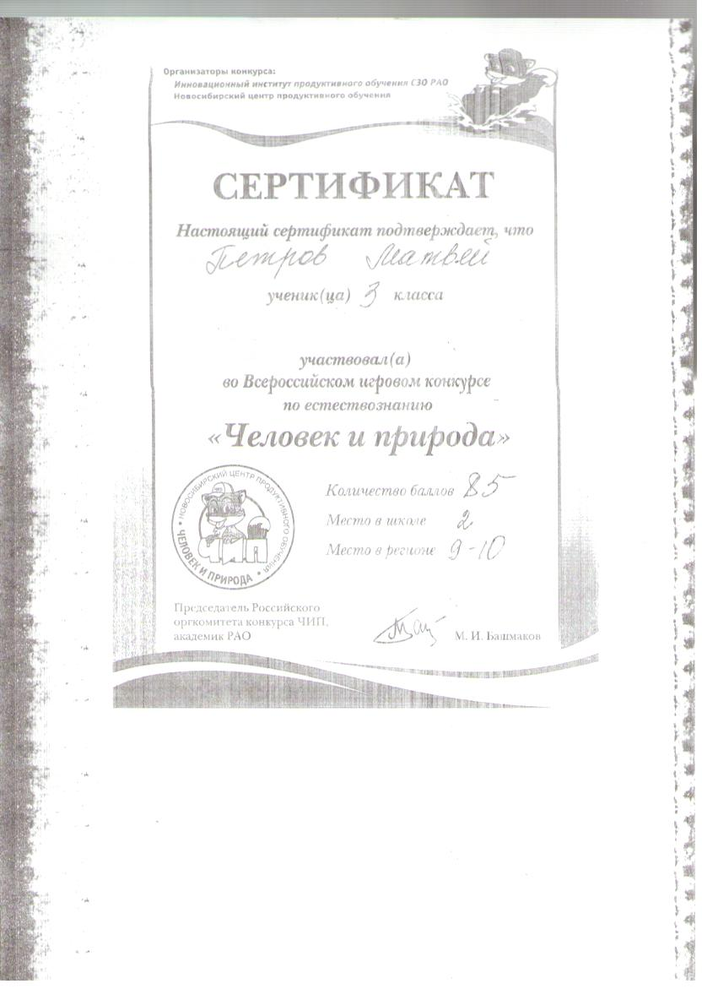 Организаторы конкурса:
Инновационный институт продуктивного обучения СЗО РАО
Новосибирский центр продуктивного обучения
СЕРТИФИКАТ
Настоящий сертификат подтверждает, что
Петров Матвей
ученик(ца) 3 класса
участвовал(а)
во Всероссийском игровом конкурсе
по естествознанию
«Человек и природа»
• НОВОСИБИРСКИЙ ЦЕНТР ПРОДУКТИВНОГО ОБУЧЕНИЯ •
ЧЕЛОВЕК И ПРИРОДА
ЧИП
Количество баллов 85
Место в школе 2
Место в регионе 9-10
Председатель Российского
оргкомитета конкурса ЧИП,
академик РАО
М. И. Башмаков